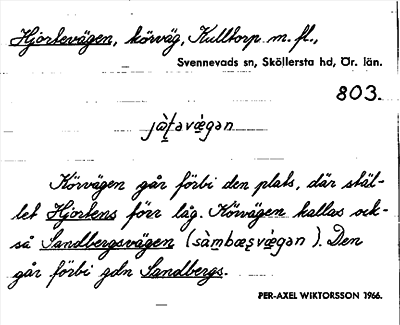 Hjortevägen, körväg, Kulltorp m. fl.,
Svennevads sn, Sköllersta hd, Ör. län.
803.
jàt̠əvæ̀gən
Körvägen går förbi den plats, där stäl-
let Hjortens förr låg. Körvägen kallas ock-
så Sandbergsvägen (sàmbæʂvæ̀gən). Den
går förbi gdn Sandbergs.
PER-AXEL WIKTORSSON 1966.